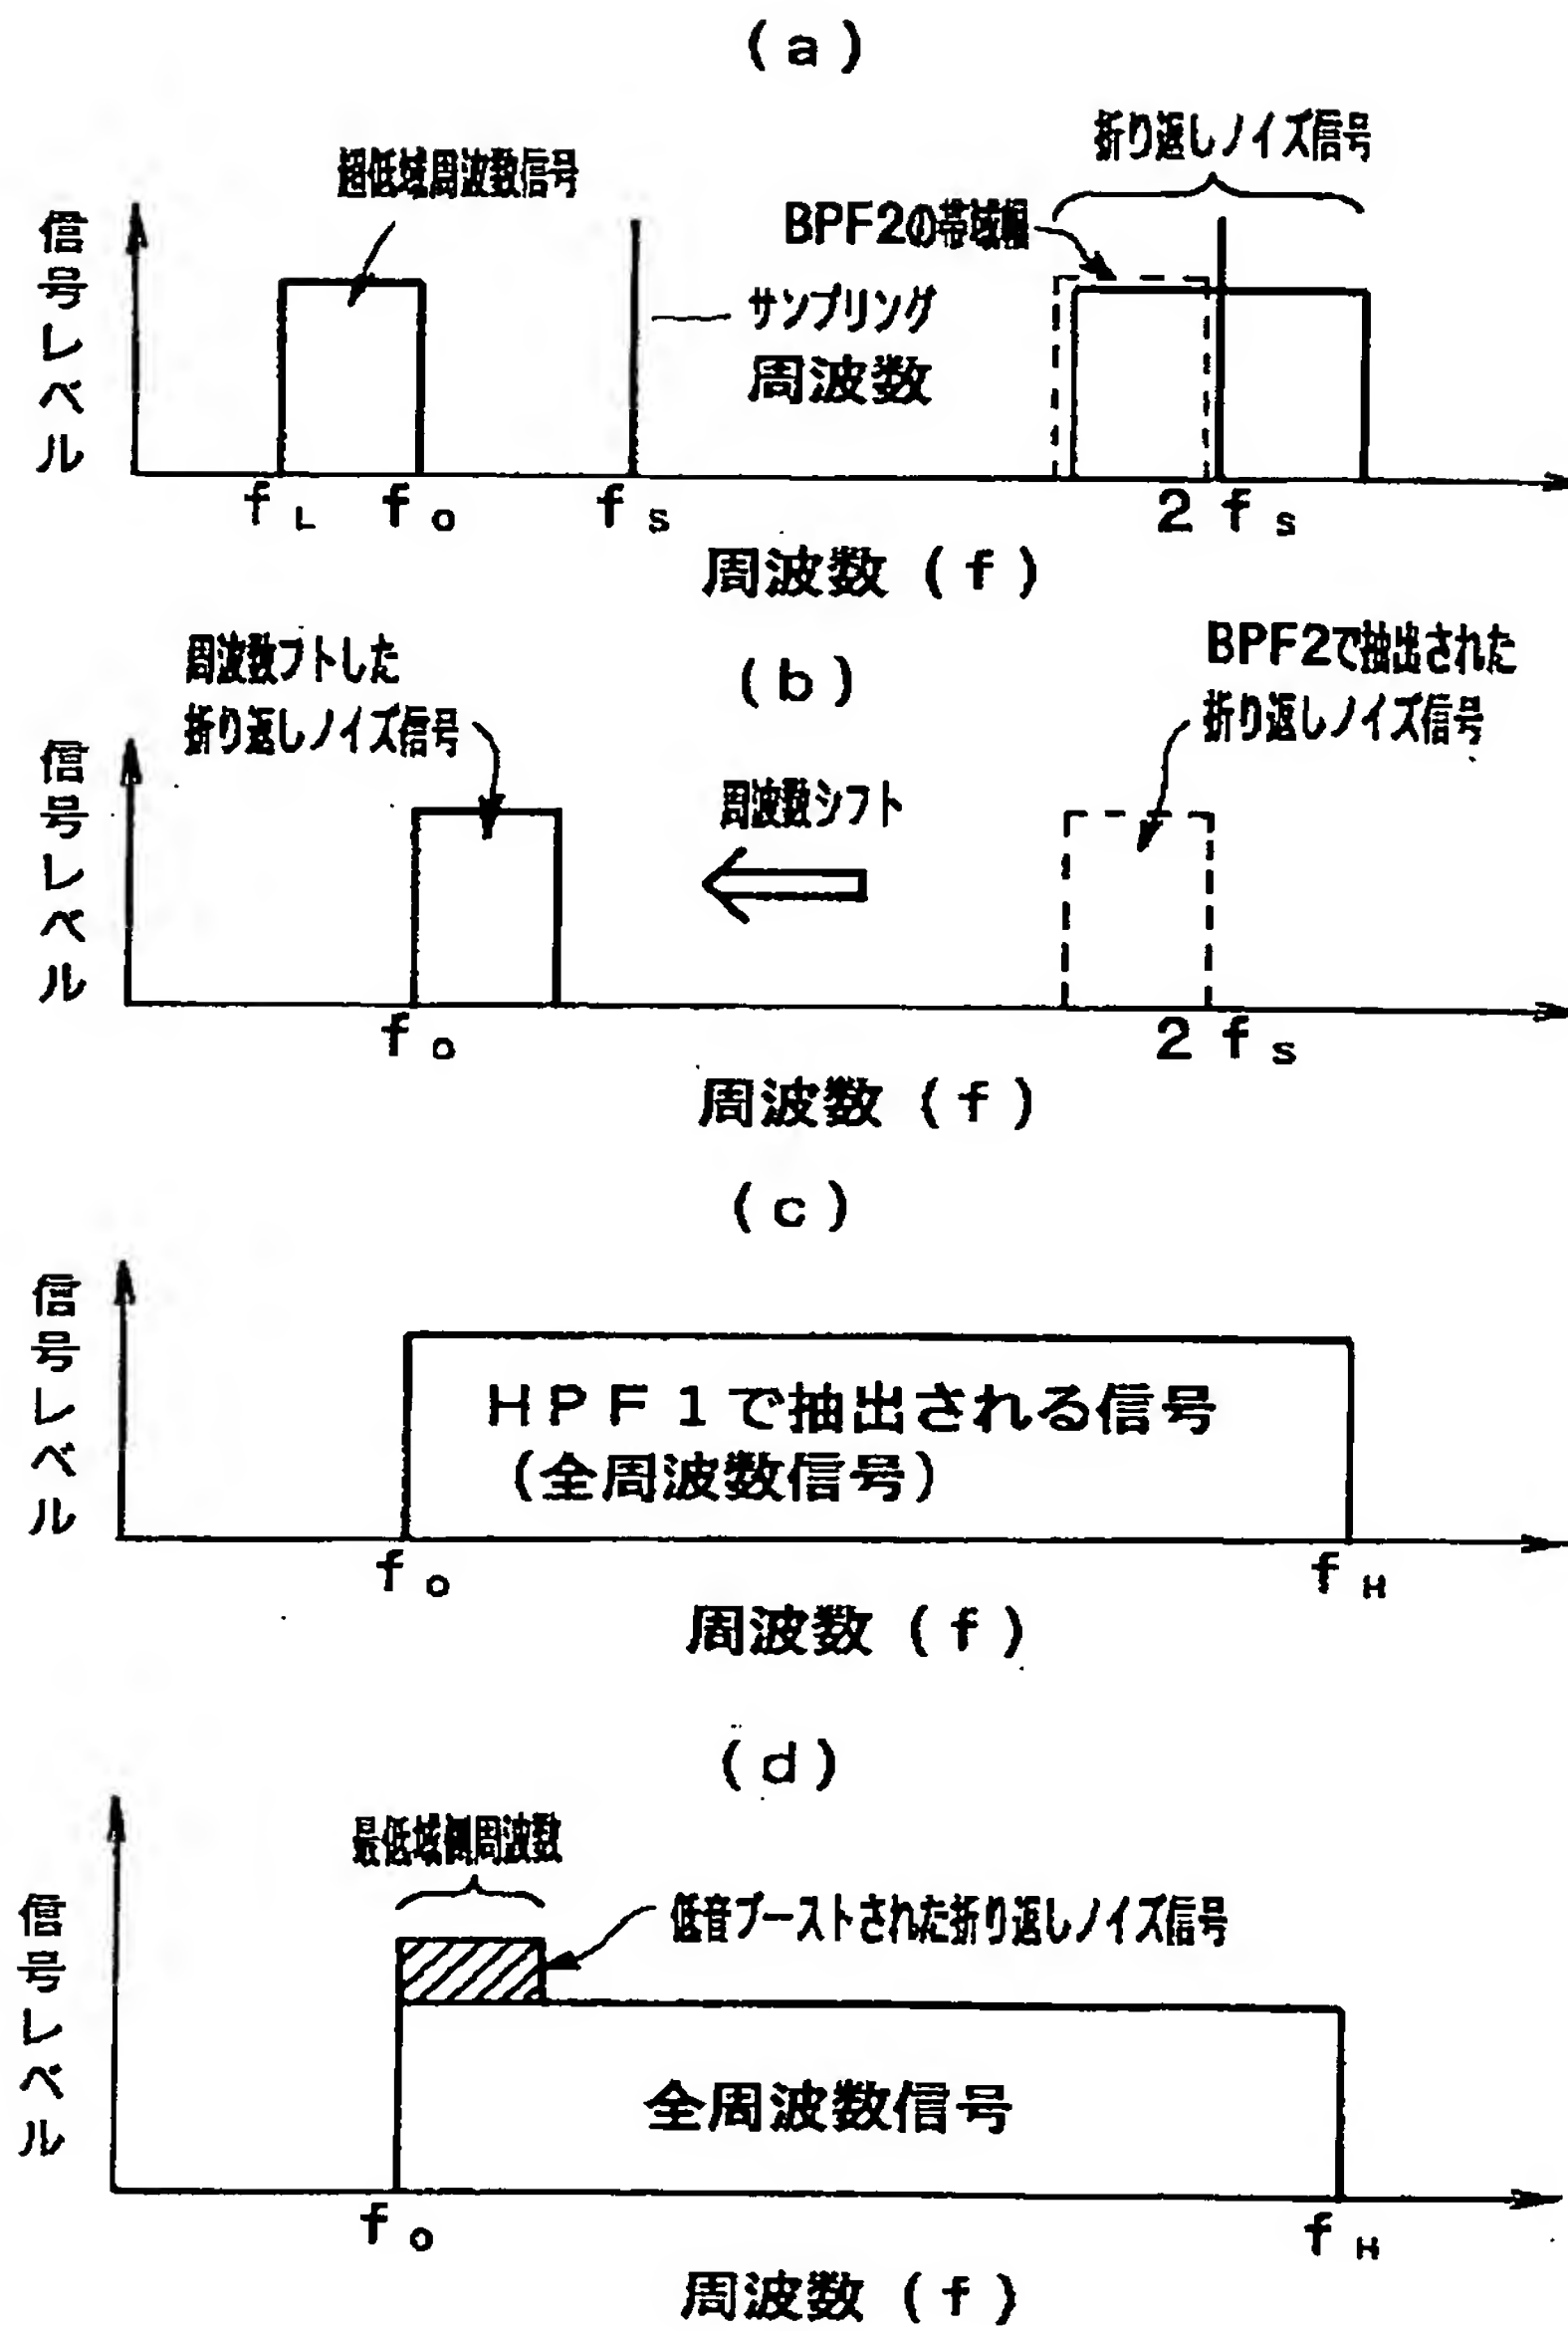 (a)
折り返しノイズ信号
超低域周波数信号
BPF2の帯域幅
信号レベル
サンプリング
周波数
f L
f o
f s
2 f s
周波数 (f)
周波数フトした
折り返しノイズ信号
(b)
BPF2で抽出された
折り返しノイズ信号
信号レベル
周波数シフト
f o
2 f s
周波数 (f)
(c)
信号レベル
HPF1で抽出される信号
(全周波数信号)
f o
f H
周波数 (f)
(d)
最低域側周波数
低音ブーストされた折り返しノイズ信号
信号レベル
全周波数信号
f o
f H
周波数 (f)